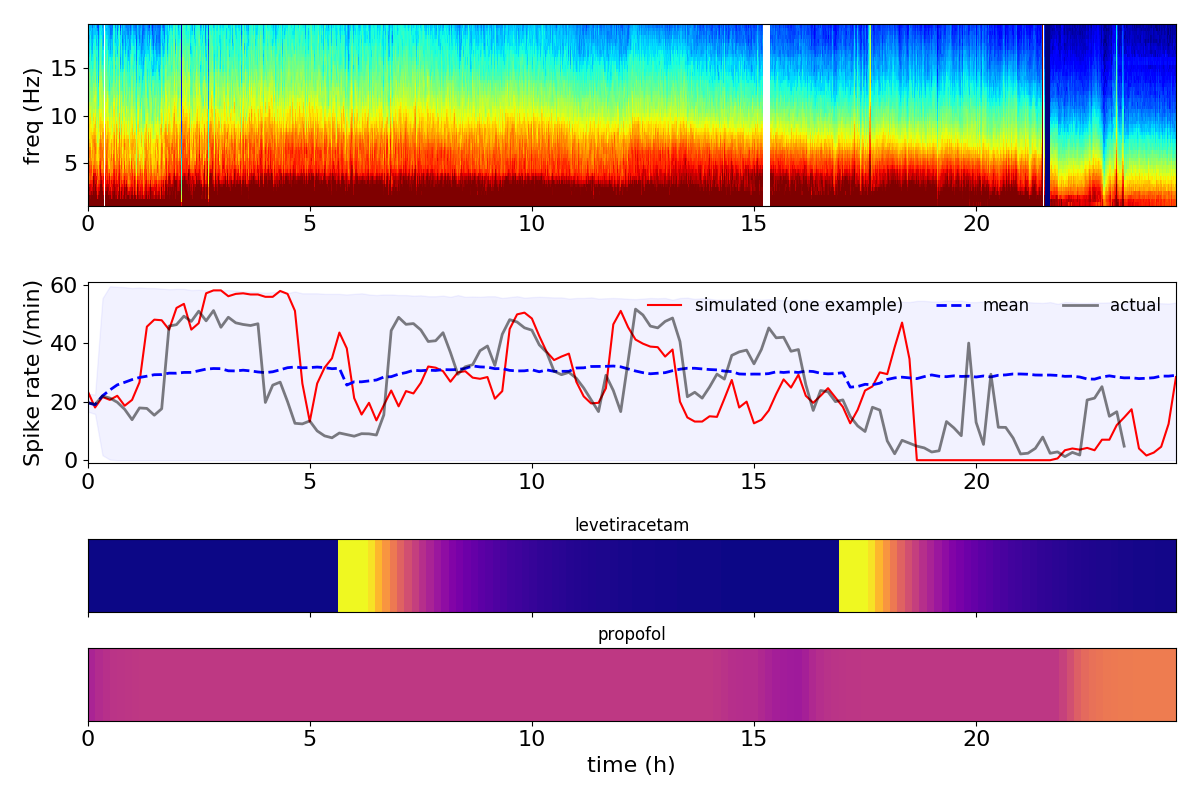 freq (Hz)
15
10
5
0 5 10 15 20
Spike rate (/min)
60
40
20
0
simulated (one example) mean actual
0 5 10 15 20
levetiracetam
propofol
0 5 10 15 20
time (h)